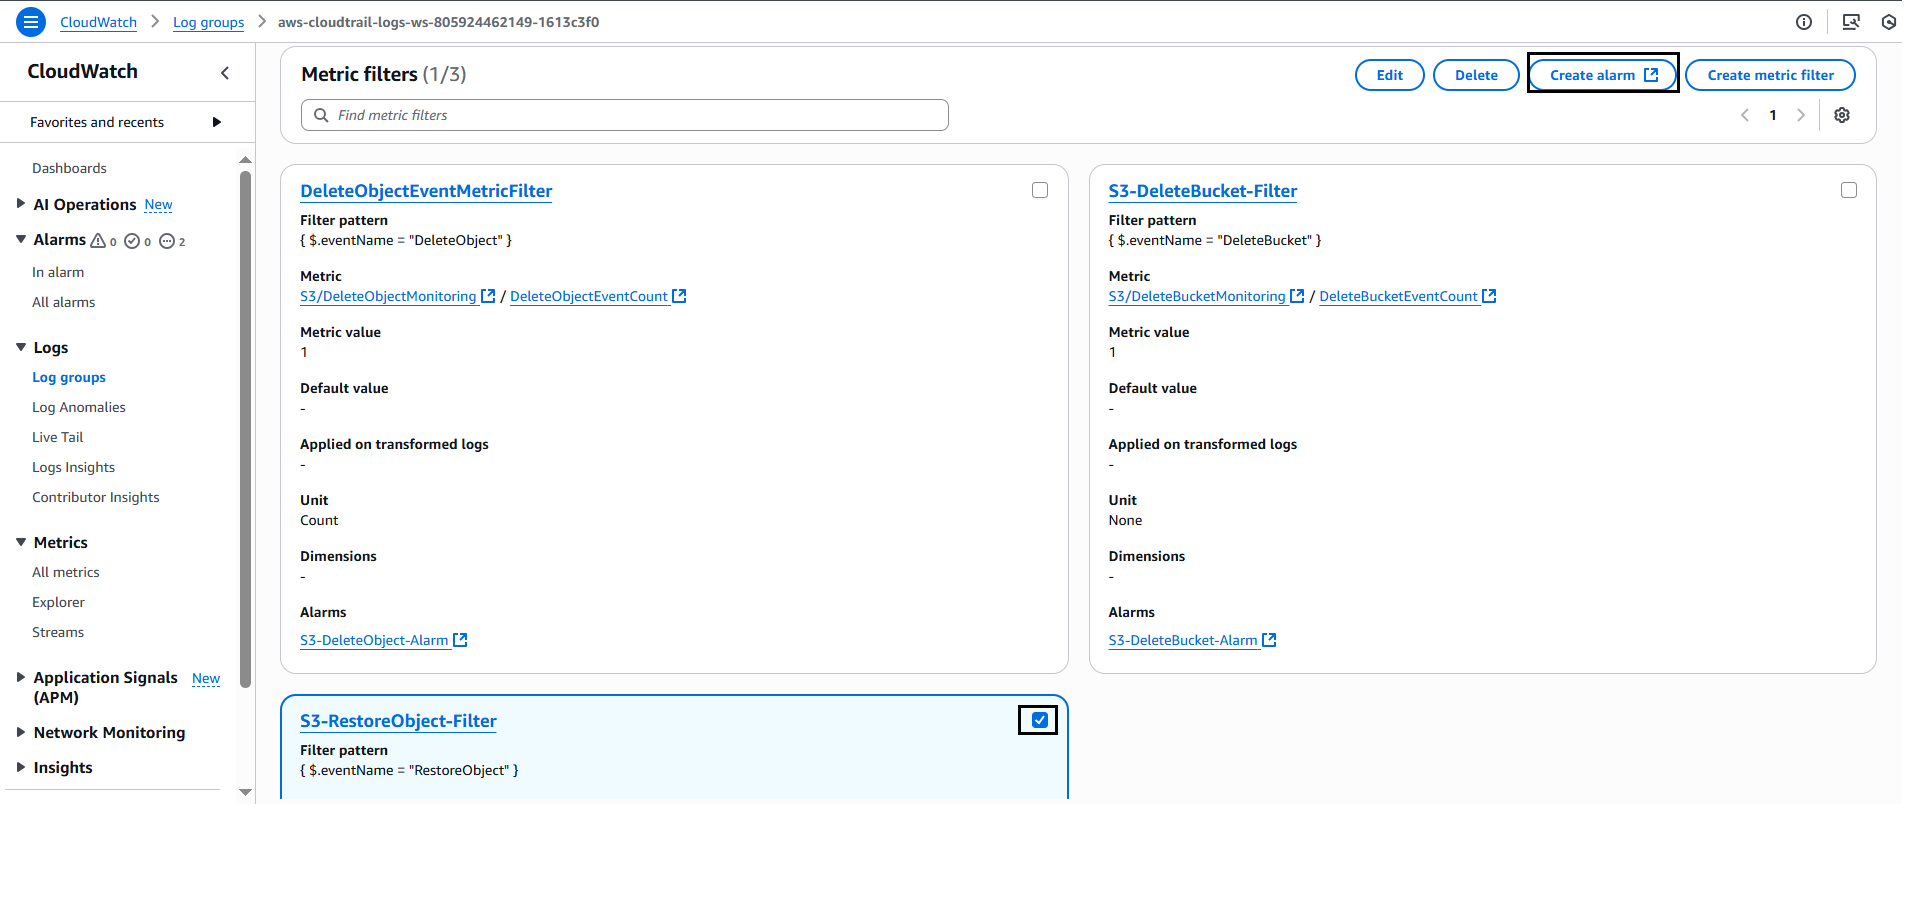 CloudWatch > Log groups > aws-cloudtrail-logs-ws-805924462149-1613c3f0
CloudWatch
Favorites and recents
Dashboards
AI Operations New
Alarms 0 0 2
In alarm
All alarms
Logs
Log groups
Log Anomalies
Live Tail
Logs Insights
Contributor Insights
Metrics
All metrics
Explorer
Streams
Application Signals New
(APM)
Network Monitoring
Insights
Metric filters (1/3)
Edit
Delete
Create alarm
Create metric filter
Find metric filters
1
DeleteObjectEventMetricFilter
Filter pattern
{ $.eventName = "DeleteObject" }
Metric
S3/DeleteObjectMonitoring / DeleteObjectEventCount
Metric value
1
Default value
-
Applied on transformed logs
-
Unit
Count
Dimensions
-
Alarms
S3-DeleteObject-Alarm
S3-DeleteBucket-Filter
Filter pattern
{ $.eventName = "DeleteBucket" }
Metric
S3/DeleteBucketMonitoring / DeleteBucketEventCount
Metric value
1
Default value
-
Applied on transformed logs
-
Unit
None
Dimensions
-
Alarms
S3-DeleteBucket-Alarm
S3-RestoreObject-Filter
Filter pattern
{ $.eventName = "RestoreObject" }